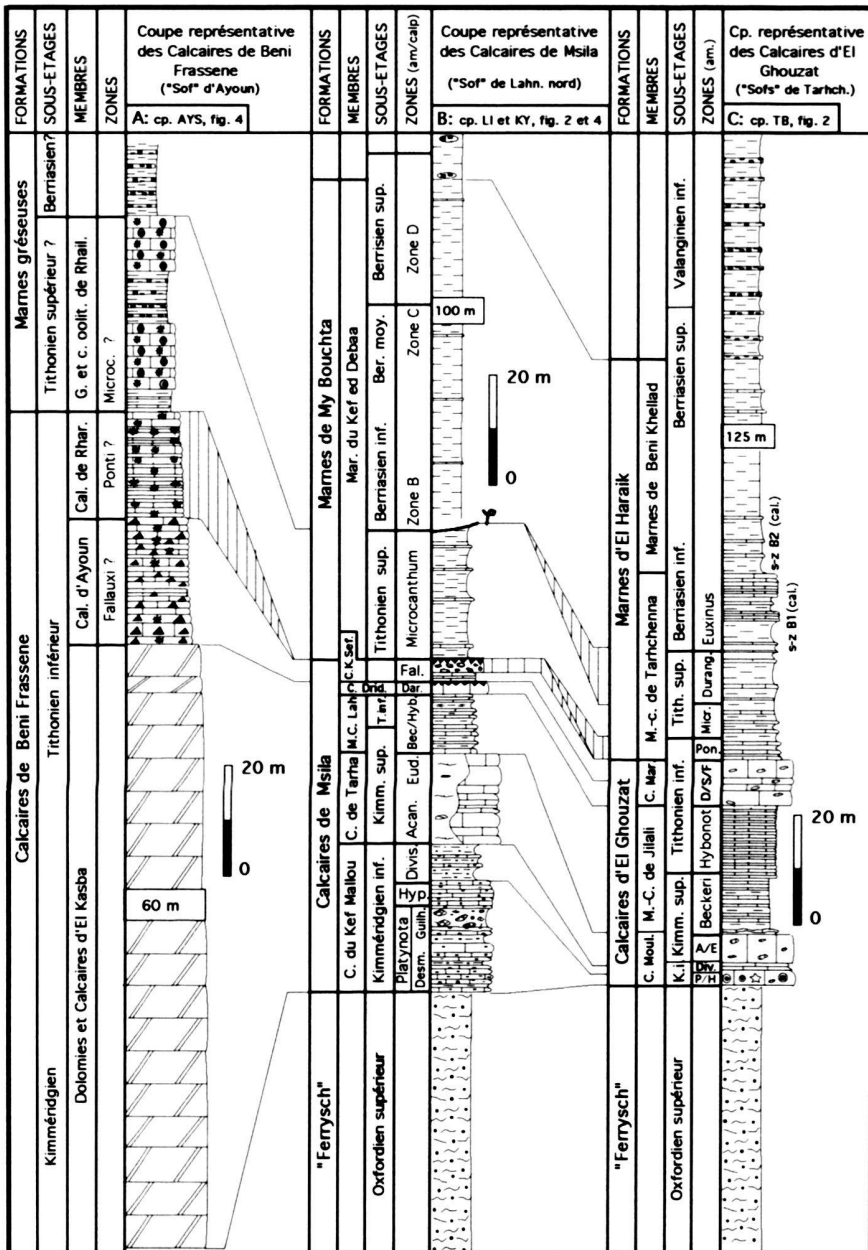 FORMATIONS
SOUS-ETAGES
MEMBRES
ZONES
Coupe représentative
des Calcaires de Beni
Frassene
("Sof" d'Ayoun)
A: cp. AYS, fig. 4
Marnes gréseuses
Calcaires de Beni Frassene
Berriasien?
Tithonien supérieur ?
Tithonien inférieur
Kimméridgien
G. et c. oolit. de Rhail.
Cal. de Rhar.
Cal. d'Ayoun
Dolomies et Calcaires d'El Kasba
Microc. ?
Ponti ?
Fallauxi ?
20 m
0
60 m
FORMATIONS
MEMBRES
SOUS-ETAGES
ZONES (am/calp)
Coupe représentative
des Calcaires de Msila
("Sof" de Lahn. nord)
B: cp. LI et KY, fig. 2 et 4
Marnes de My Bouchta
Calcaires de Msila
"Ferrysch"
Mar. du Kef ed Debaa
C.K.Sef.
C. Drid.
M.C. Lah.
C. de Tarha
C. du Kef Mallou
Berrisien sup.
Ber. moy.
Berriasien inf.
Tithonien sup.
T.inf.
Kimm. sup.
Kimméridgien inf.
Oxfordien supérieur
Zone D
Zone C
Zone B
Microcanthum
Fal.
Dar.
Bec/Hyb.
Eud.
Acan.
Divis.
Hyp.
Platynota
Guilh.
Desm.
100 m
20 m
0
FORMATIONS
MEMBRES
SOUS-ETAGES
ZONES (am.)
Cp. représentative
des Calcaires d'El
Ghouzat
("Sofs" de Tarhch.)
C: cp. TB, fig. 2
Marnes d'El Haraik
Calcaires d'El Ghouzat
"Ferrysch"
Marnes de Beni Khellad
M.-C. de Tarhchenna
C. Mar.
M.-C. de Jilali
C. Moul.
Valanginien inf.
Berriasien sup.
Berriasien inf.
Tith. sup.
Tithonien inf.
Kimm. sup.
K.i.
Oxfordien supérieur
Euxinus
Durang.
Micr.
Pon.
D/S/F
Hybonot
Beckeri
A/E
Div.
P/H
125 m
s-z B2 (cal.)
s-z B1 (cal.)
20 m
0